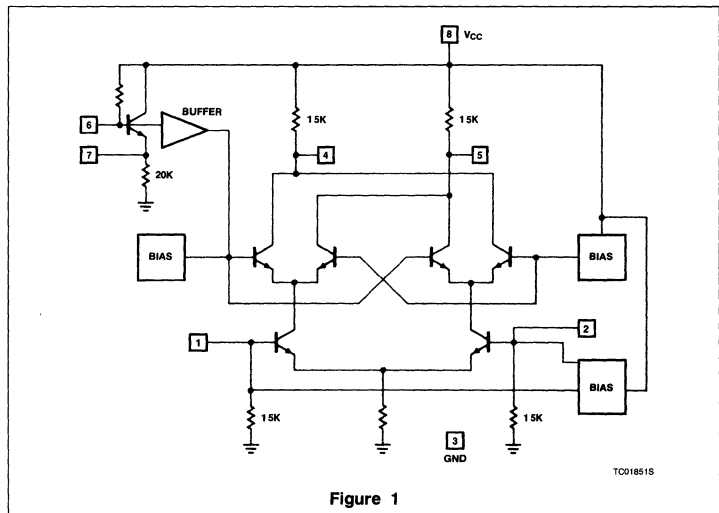 8 VCC
BUFFER
6
15K
15K
7
4
5
20K
BIAS
BIAS
1
2
BIAS
15K
15K
3
GND
TC01851S
Figure 1